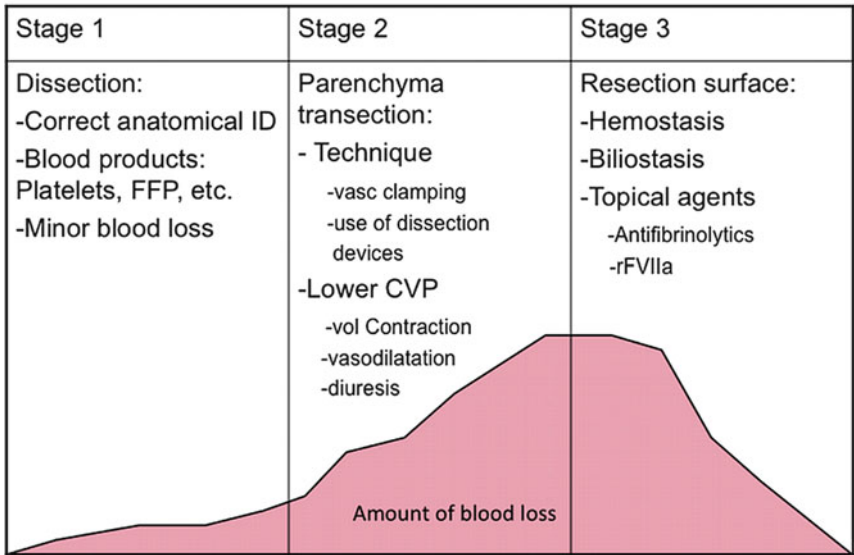 Stage 1
Dissection:
-Correct anatomical ID
-Blood products:
Platelets, FFP, etc.
-Minor blood loss
Stage 2
Parenchyma
transection:
- Technique
-vasc clamping
-use of dissection
devices
-Lower CVP
-vol Contraction
-vasodilatation
-diuresis
Stage 3
Resection surface:
-Hemostasis
-Biliostasis
-Topical agents
-Antifibrinolytics
-rFVIIa
Amount of blood loss